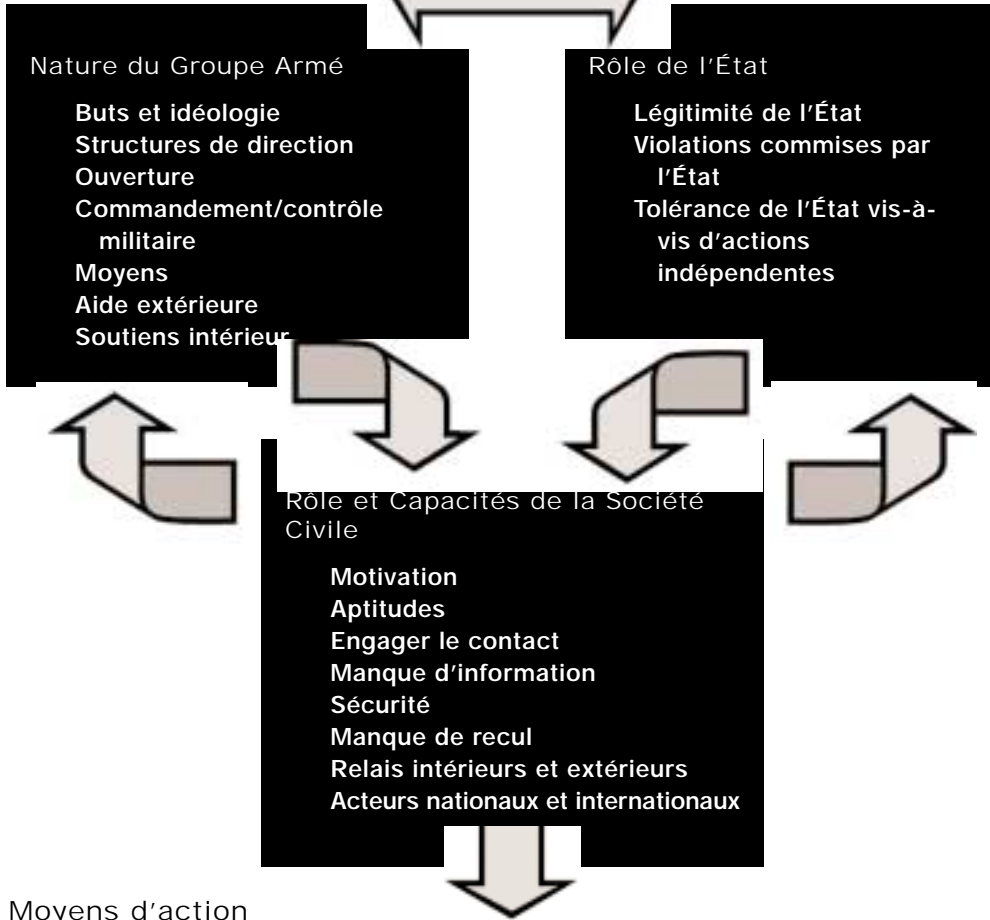 Nature du Groupe Armé
Buts et idéologie
Structures de direction
Ouverture
Commandement/contrôle
militaire
Moyens
Aide extérieure
Soutiens intérieur
Rôle de l'État
Légitimité de l'État
Violations commises par
l'État
Tolérance de l'État vis-à-
vis d'actions
indépendentes
Rôle et Capacités de la Société
Civile
Motivation
Aptitudes
Engager le contact
Manque d'information
Sécurité
Manque de recul
Relais intérieurs et extérieurs
Acteurs nationaux et internationaux
Moyens d'action